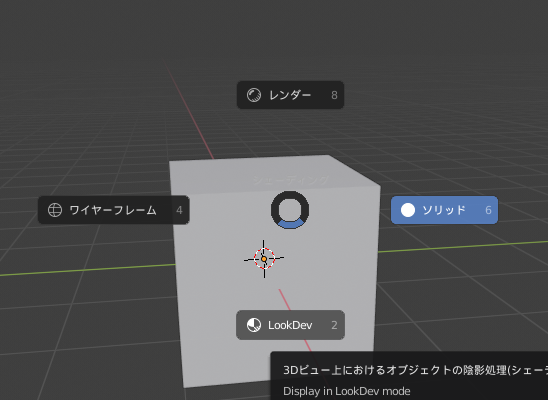 レンダー 8
ワイヤーフレーム 4
ソリッド 6
LookDev 2
3Dビュー上におけるオブジェクトの陰影処理(シェーラ
Display in LookDev mode